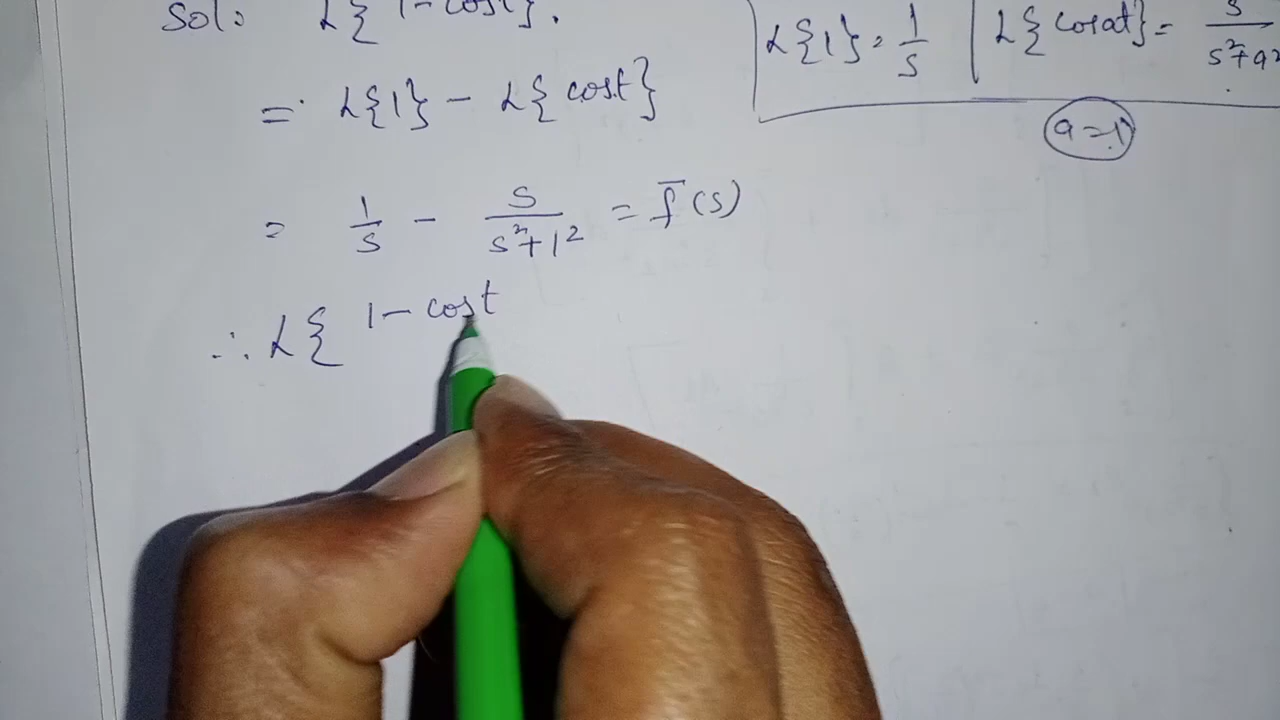 Sol: L{1-cost}.
L{1} = 1/s | L{cosat} = s/s²+a²
a=1
= L{1} - L{cost}
= 1/s - s/s²+1² = f̄(s)
∴ L{ 1-cost